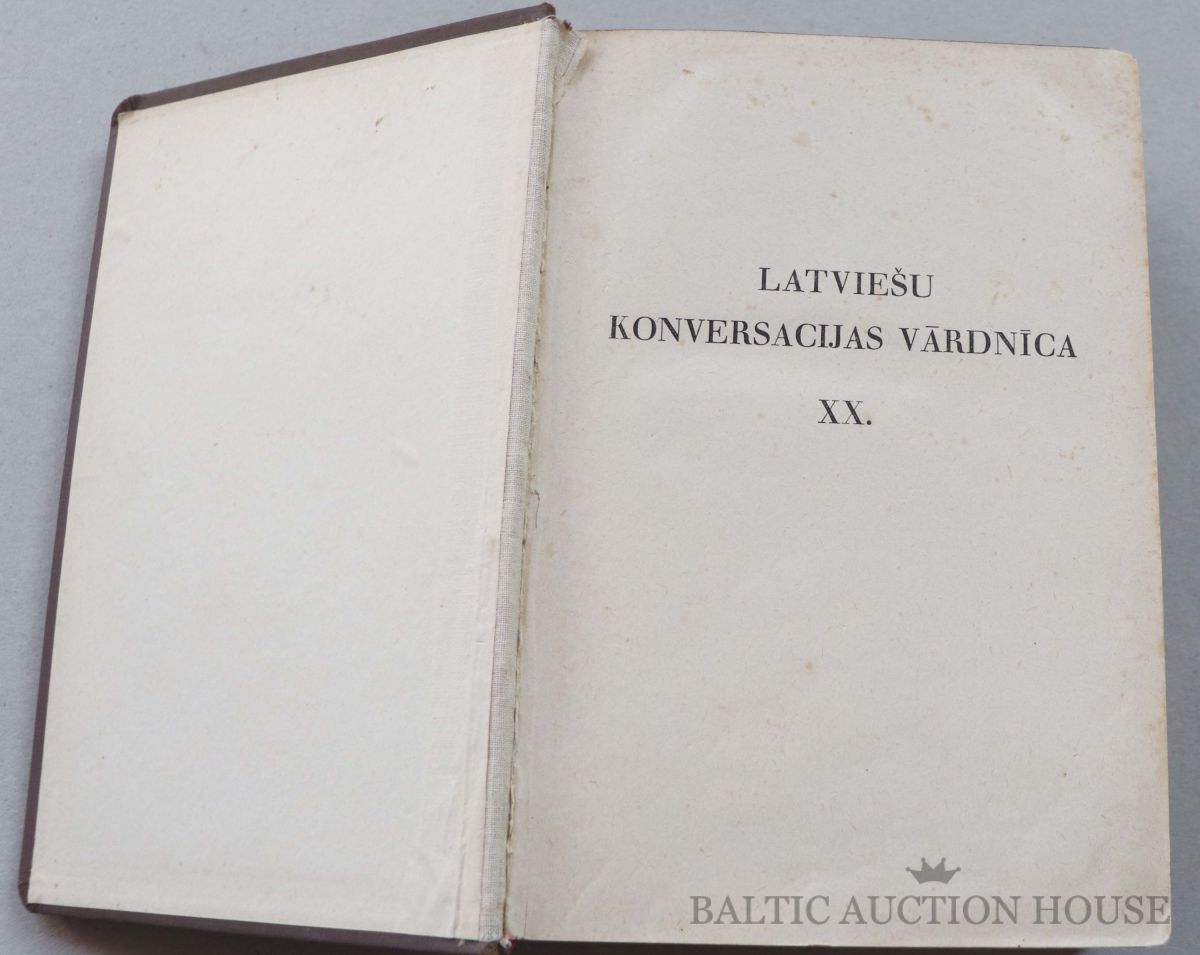 LATVIEŠU
KONVERSACIJAS VĀRDNĪCA
XX.
BALTIC AUCTION HOUSE